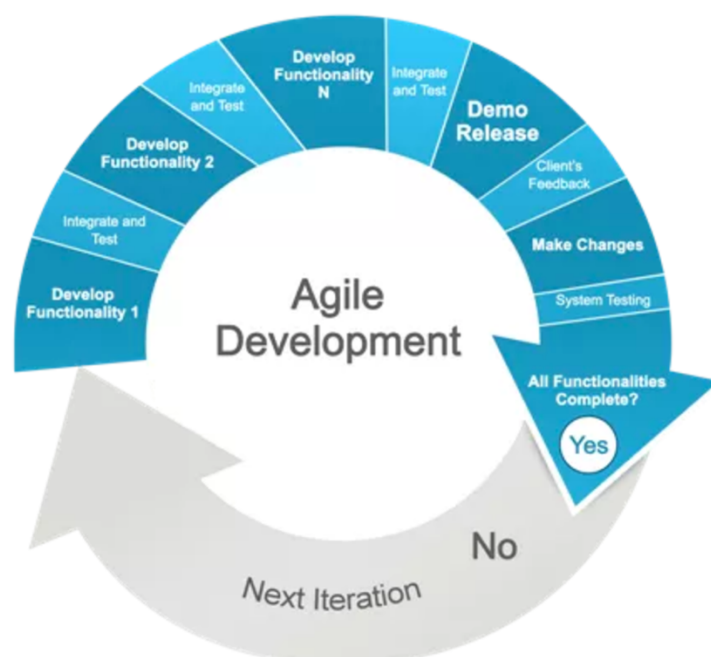 Develop
Functionality 1
Integrate and
Test
Develop
Functionality 2
Integrate
and Test
Develop
Functionality
N
Integrate
and Test
Demo
Release
Client's
Feedback
Make Changes
System Testing
All Functionalities
Complete?
Yes
No
Next Iteration
Agile
Development